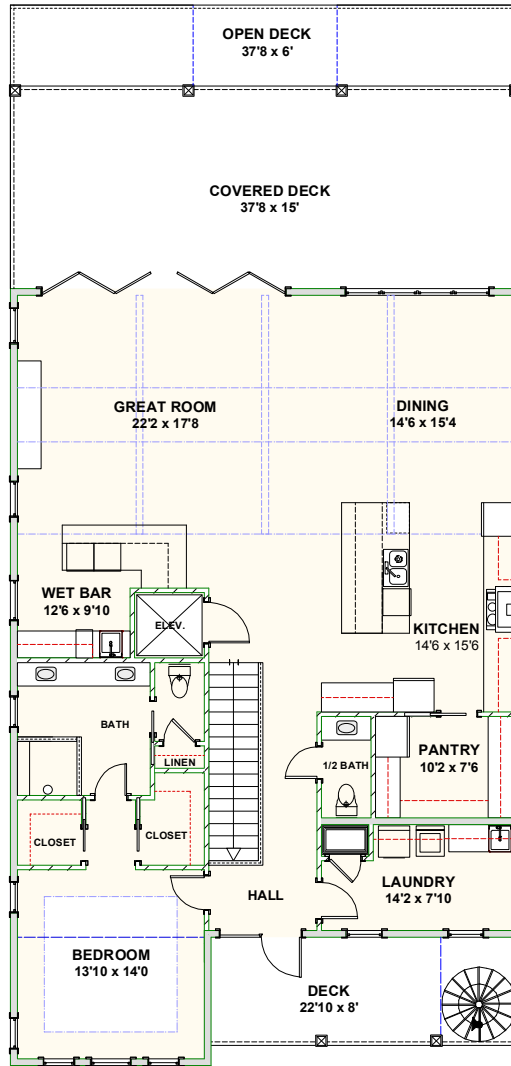 OPEN DECK
37'8 x 6'
COVERED DECK
37'8 x 15'
GREAT ROOM
22'2 x 17'8
DINING
14'6 x 15'4
WET BAR
12'6 x 9'10
ELEV.
KITCHEN
14'6 x 15'6
BATH
LINEN
1/2 BATH
PANTRY
10'2 x 7'6
CLOSET
CLOSET
LAUNDRY
14'2 x 7'10
HALL
BEDROOM
13'10 x 14'0
DECK
22'10 x 8'